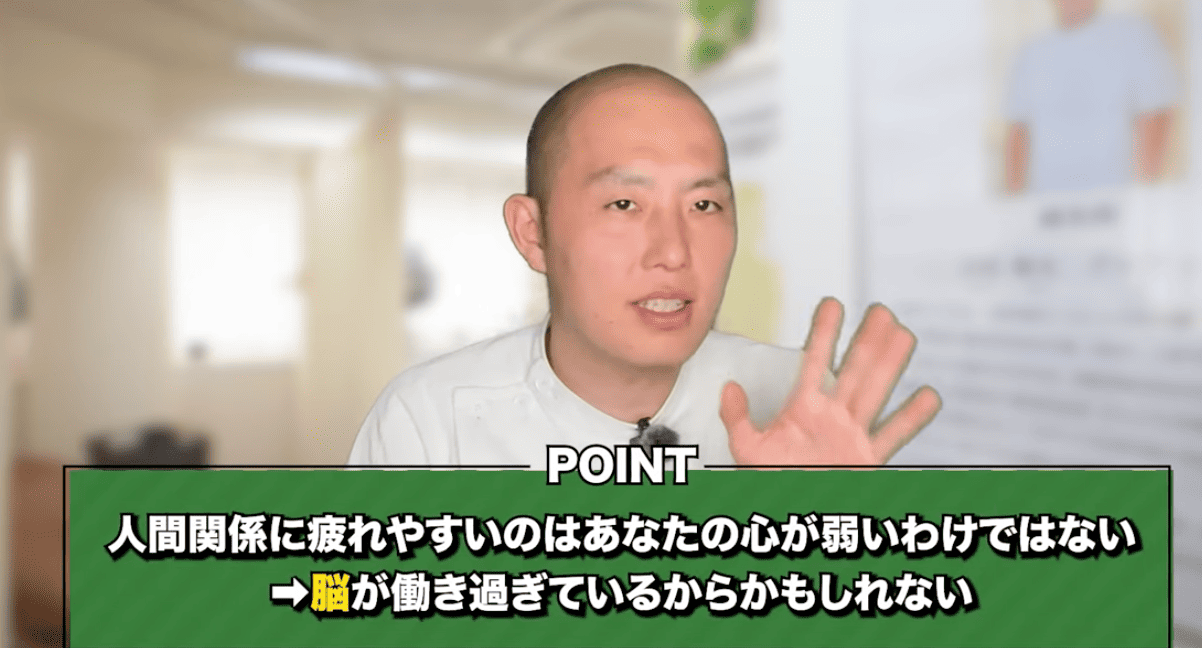 POINT
人間関係に疲れやすいのはあなたの心が弱いわけではない
➡脳が働き過ぎているからかもしれない